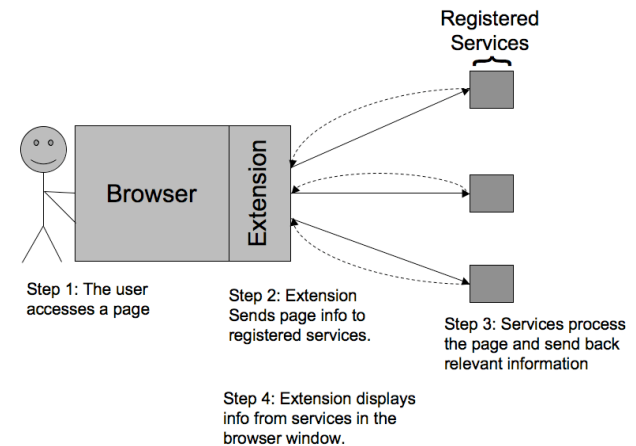 Registered
Services
Browser
Extension
Step 1: The user
accesses a page
Step 2: Extension
Sends page info to
registered services.
Step 3: Services process
the page and send back
relevant information
Step 4: Extension displays
info from services in the
browser window.